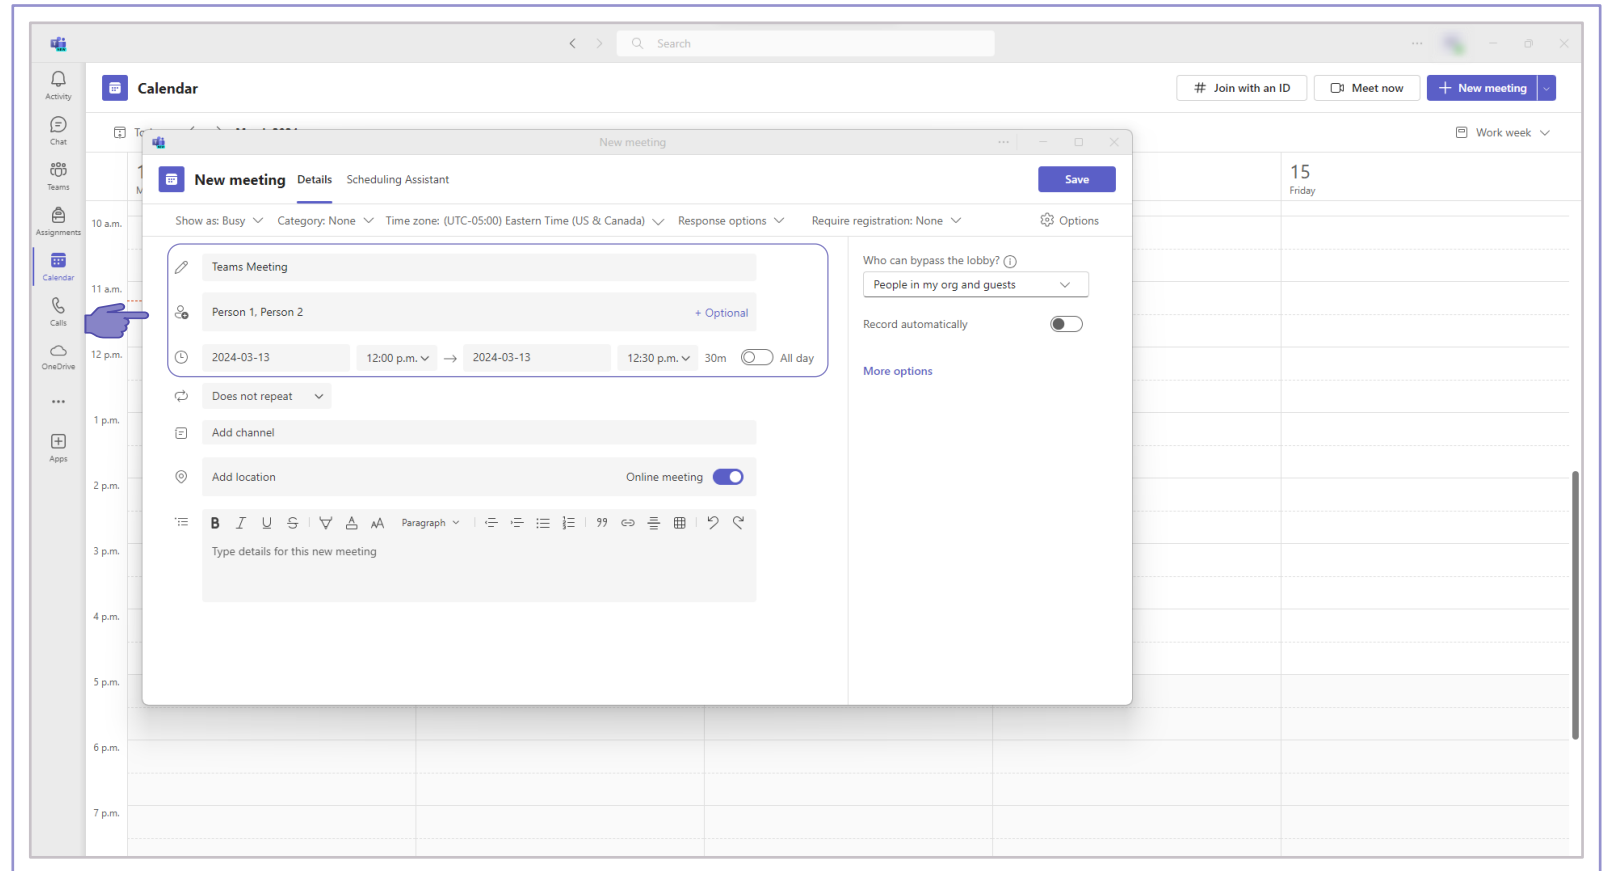 Search
Activity
Calendar
# Join with an ID
Meet now
New meeting
Chat
Work week
New meeting
Teams
New meeting
Details
Scheduling Assistant
Save
15
Friday
Assignments
10 a.m.
Show as: Busy
Category: None
Time zone: (UTC-05:00) Eastern Time (US & Canada)
Response options
Require registration: None
Options
Calendar
Teams Meeting
Who can bypass the lobby?
People in my org and guests
11 a.m.
Calls
Person 1, Person 2
+ Optional
Record automatically
OneDrive
12 p.m.
2024-03-13
12:00 p.m.
→
2024-03-13
12:30 p.m.
30m
All day
More options
Does not repeat
1 p.m.
Add channel
Apps
2 p.m.
Add location
Online meeting
B I U S A AA Paragraph
Type details for this new meeting
3 p.m.
4 p.m.
5 p.m.
6 p.m.
7 p.m.